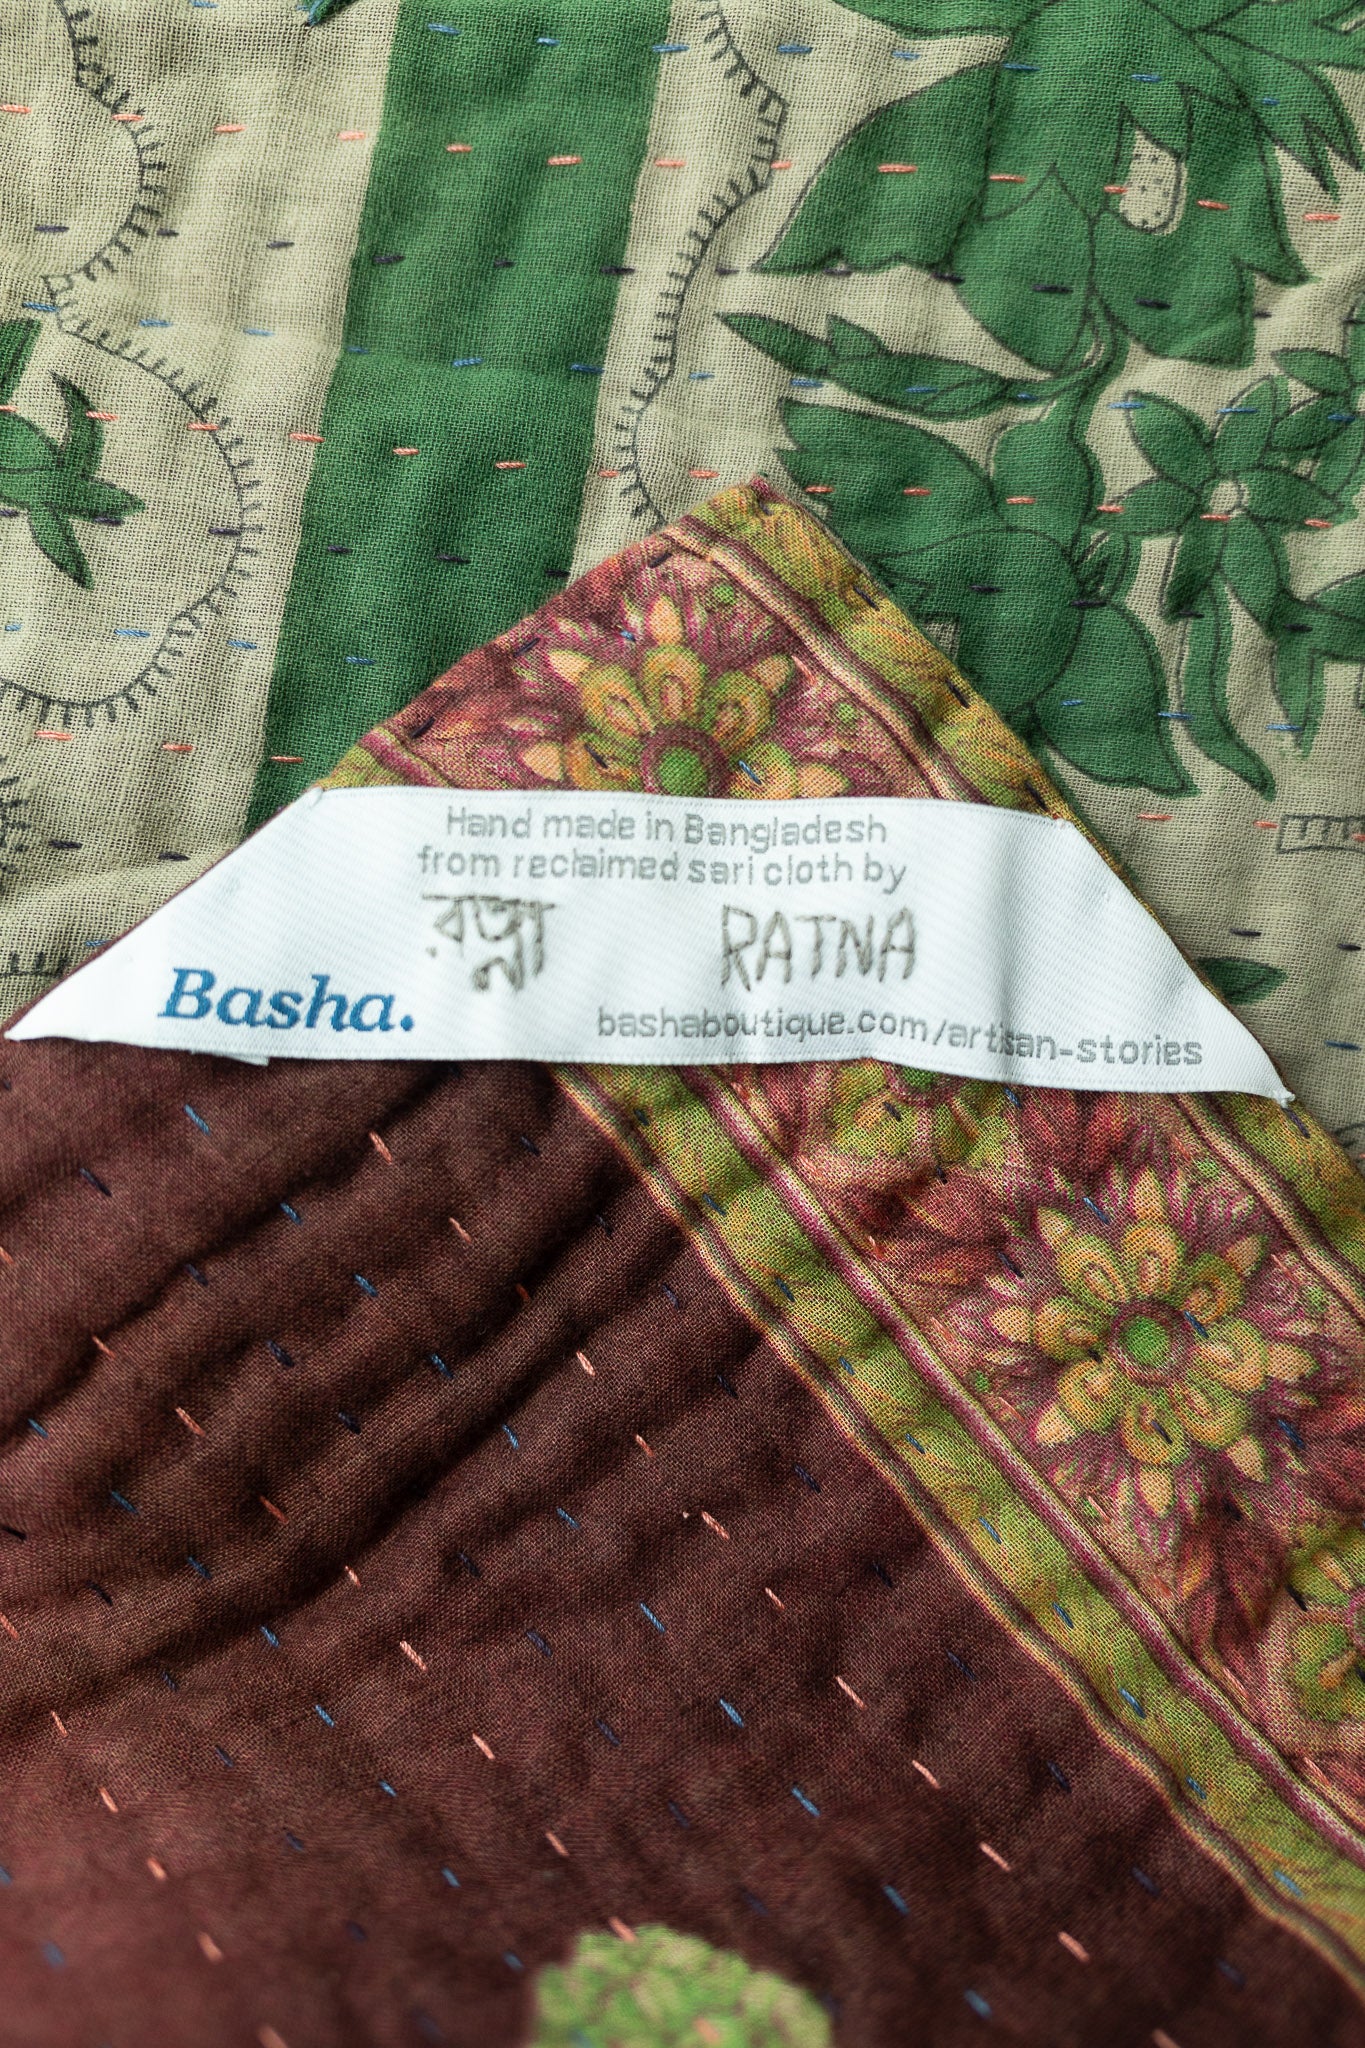 Hand made in Bangladesh
from reclaimed sari cloth by
রত্না RATNA
Basha.
bashaboutique.com/artisan-stories